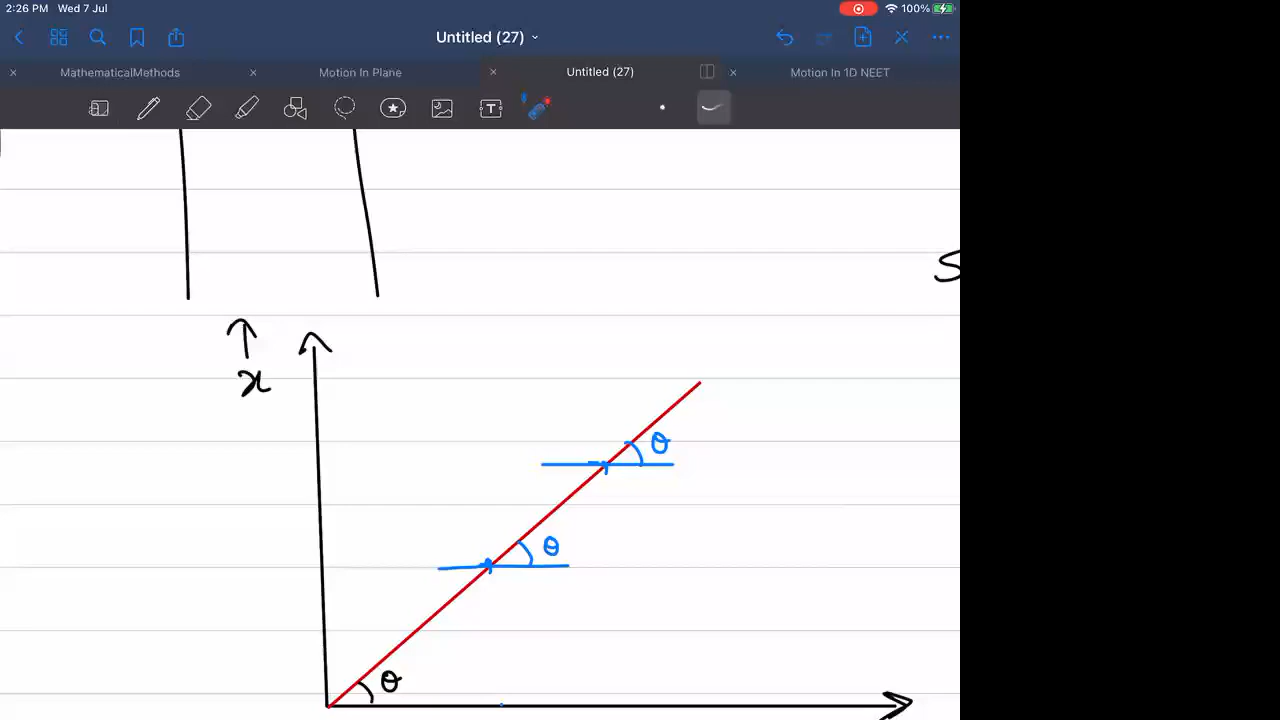 2:26 PM Wed 7 Jul
100%
Untitled (27)
MathematicalMethods
Motion In Plane
Untitled (27)
Motion In 1D NEET
T
S
x
θ
θ
θ